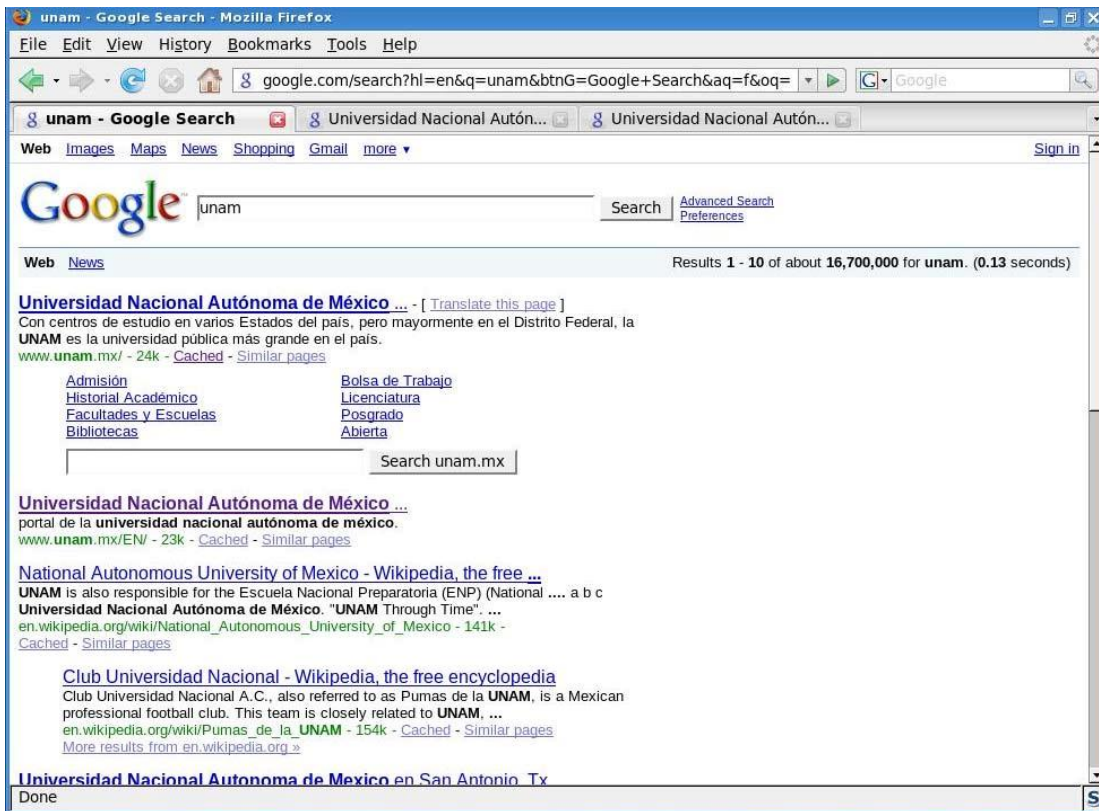 unam - Google Search - Mozilla Firefox
File Edit View History Bookmarks Tools Help
google.com/search?hl=en&q=unam&btnG=Google+Search&aq=f&oq= G Google
unam - Google Search Universidad Nacional Autón... Universidad Nacional Autón...
Web Images Maps News Shopping Gmail more ▾ Sign in
Google™ unam Search Advanced Search
Preferences
Web News Results 1 - 10 of about 16,700,000 for unam. (0.13 seconds)
Universidad Nacional Autónoma de México ... - [ Translate this page ]
Con centros de estudio en varios Estados del país, pero mayormente en el Distrito Federal, la
UNAM es la universidad pública más grande en el país.
www.unam.mx/ - 24k - Cached - Similar pages
Admisión Bolsa de Trabajo
Historial Académico Licenciatura
Facultades y Escuelas Posgrado
Bibliotecas Abierta
Search unam.mx
Universidad Nacional Autónoma de México ...
portal de la universidad nacional autónoma de méxico.
www.unam.mx/EN/ - 23k - Cached - Similar pages
National Autonomous University of Mexico - Wikipedia, the free ...
UNAM is also responsible for the Escuela Nacional Preparatoria (ENP) (National .... a b c
Universidad Nacional Autónoma de México. "UNAM Through Time". ...
en.wikipedia.org/wiki/National_Autonomous_University_of_Mexico - 141k -
Cached - Similar pages
Club Universidad Nacional - Wikipedia, the free encyclopedia
Club Universidad Nacional A.C., also referred to as Pumas de la UNAM, is a Mexican
professional football club. This team is closely related to UNAM, ...
en.wikipedia.org/wiki/Pumas_de_la_UNAM - 154k - Cached - Similar pages
More results from en.wikipedia.org »
Universidad Nacional Autonoma de Mexico en San Antonio, Tx
Done S